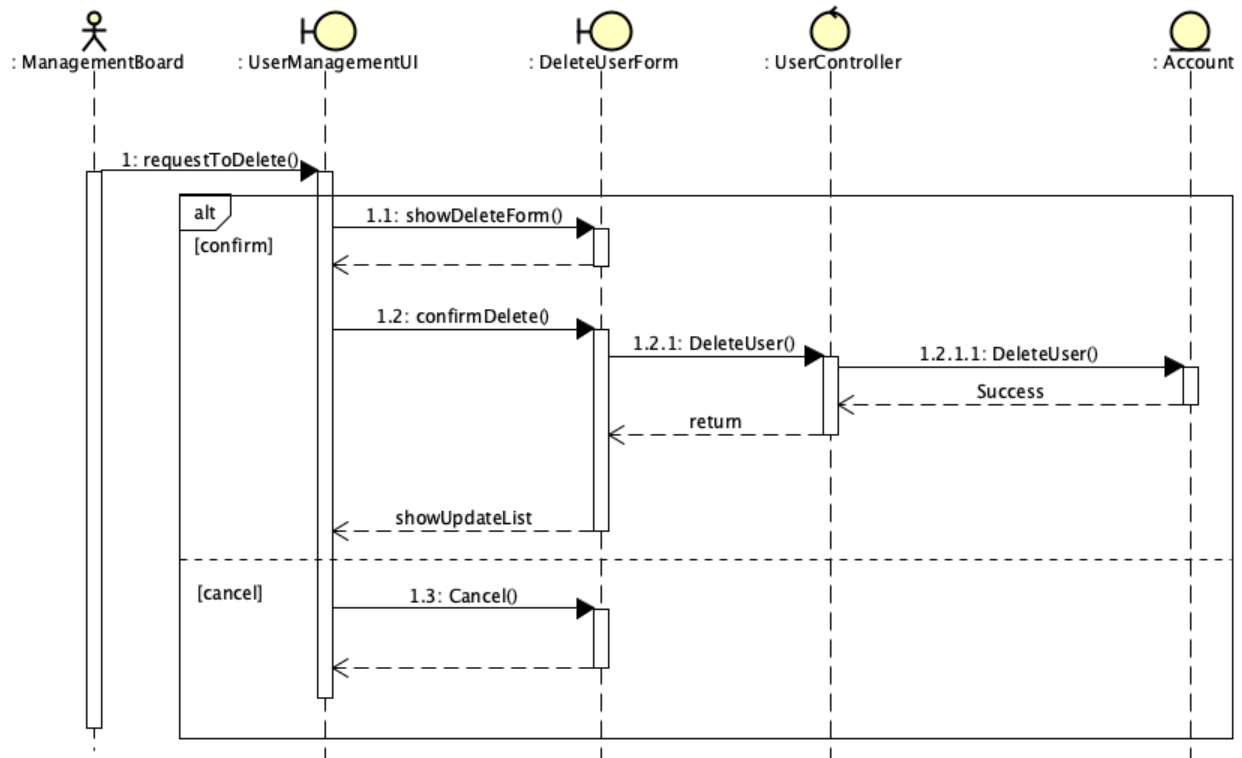 : ManagementBoard
: UserManagementUI
: DeleteUserForm
: UserController
: Account
1: requestToDelete()
alt
[confirm]
1.1: showDeleteForm()
1.2: confirmDelete()
1.2.1: DeleteUser()
1.2.1.1: DeleteUser()
Success
return
showUpdateList
[cancel]
1.3: Cancel()